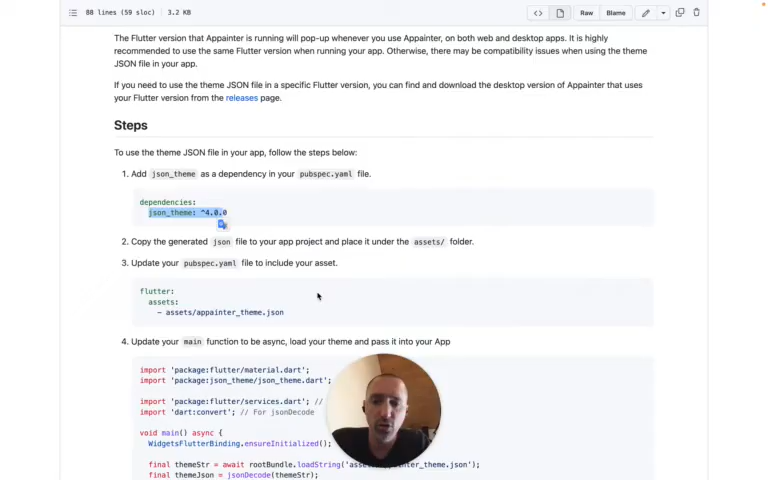 88 lines (59 sloc) | 3.2 KB
Raw
Blame
The Flutter version that Appainter is running will pop-up whenever you use Appainter, on both web and desktop apps. It is highly
recommended to use the same Flutter version when running your app. Otherwise, there may be compatibility issues when using the theme
JSON file in your app.
If you need to use the theme JSON file in a specific Flutter version, you can find and download the desktop version of Appainter that uses
your Flutter version from the releases page.
Steps
To use the theme JSON file in your app, follow the steps below:
1. Add json_theme as a dependency in your pubspec.yaml file.
dependencies:
json_theme: ^4.0.0
2. Copy the generated json file to your app project and place it under the assets/ folder.
3. Update your pubspec.yaml file to include your asset.
flutter:
assets:
- assets/appainter_theme.json
4. Update your main function to be async, load your theme and pass it into your App
import 'package:flutter/material.dart';
import 'package:json_theme/json_theme.dart';
import 'package:flutter/services.dart'; //
import 'dart:convert'; // For jsonDecode
void main() async {
WidgetsFlutterBinding.ensureInitialized();
final themeStr = await rootBundle.loadString('asset inter_theme.json');
final themeJson = jsonDecode(themeStr);